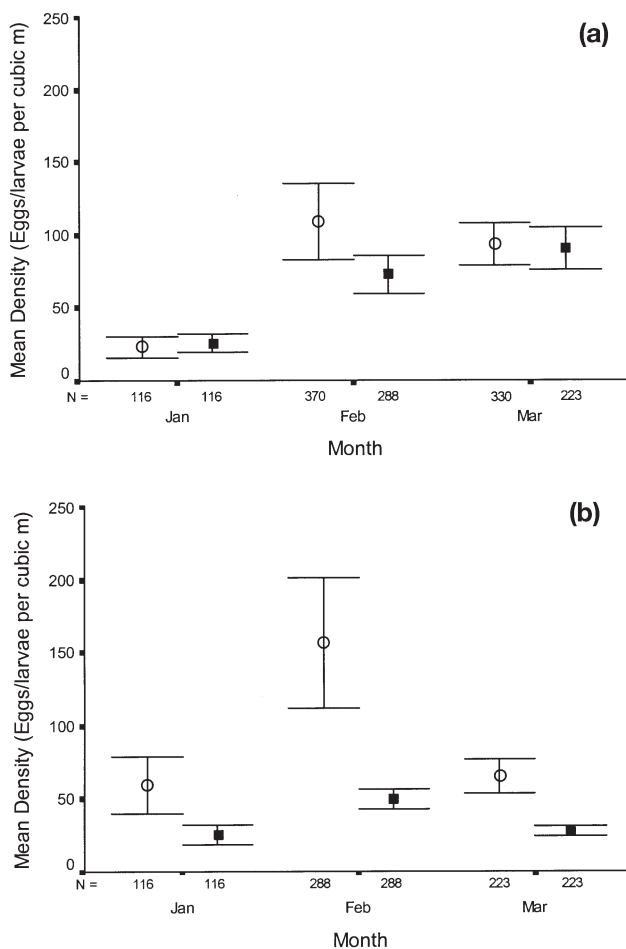 (a)
Mean Density (Eggs/larvae per cubic m)
250
200
150
100
50
0
N = 116 116 370 288 330 223
Jan Feb Mar
Month
(b)
Mean Density (Eggs/larvae per cubic m)
250
200
150
100
50
0
N = 116 116 288 288 223 223
Jan Feb Mar
Month